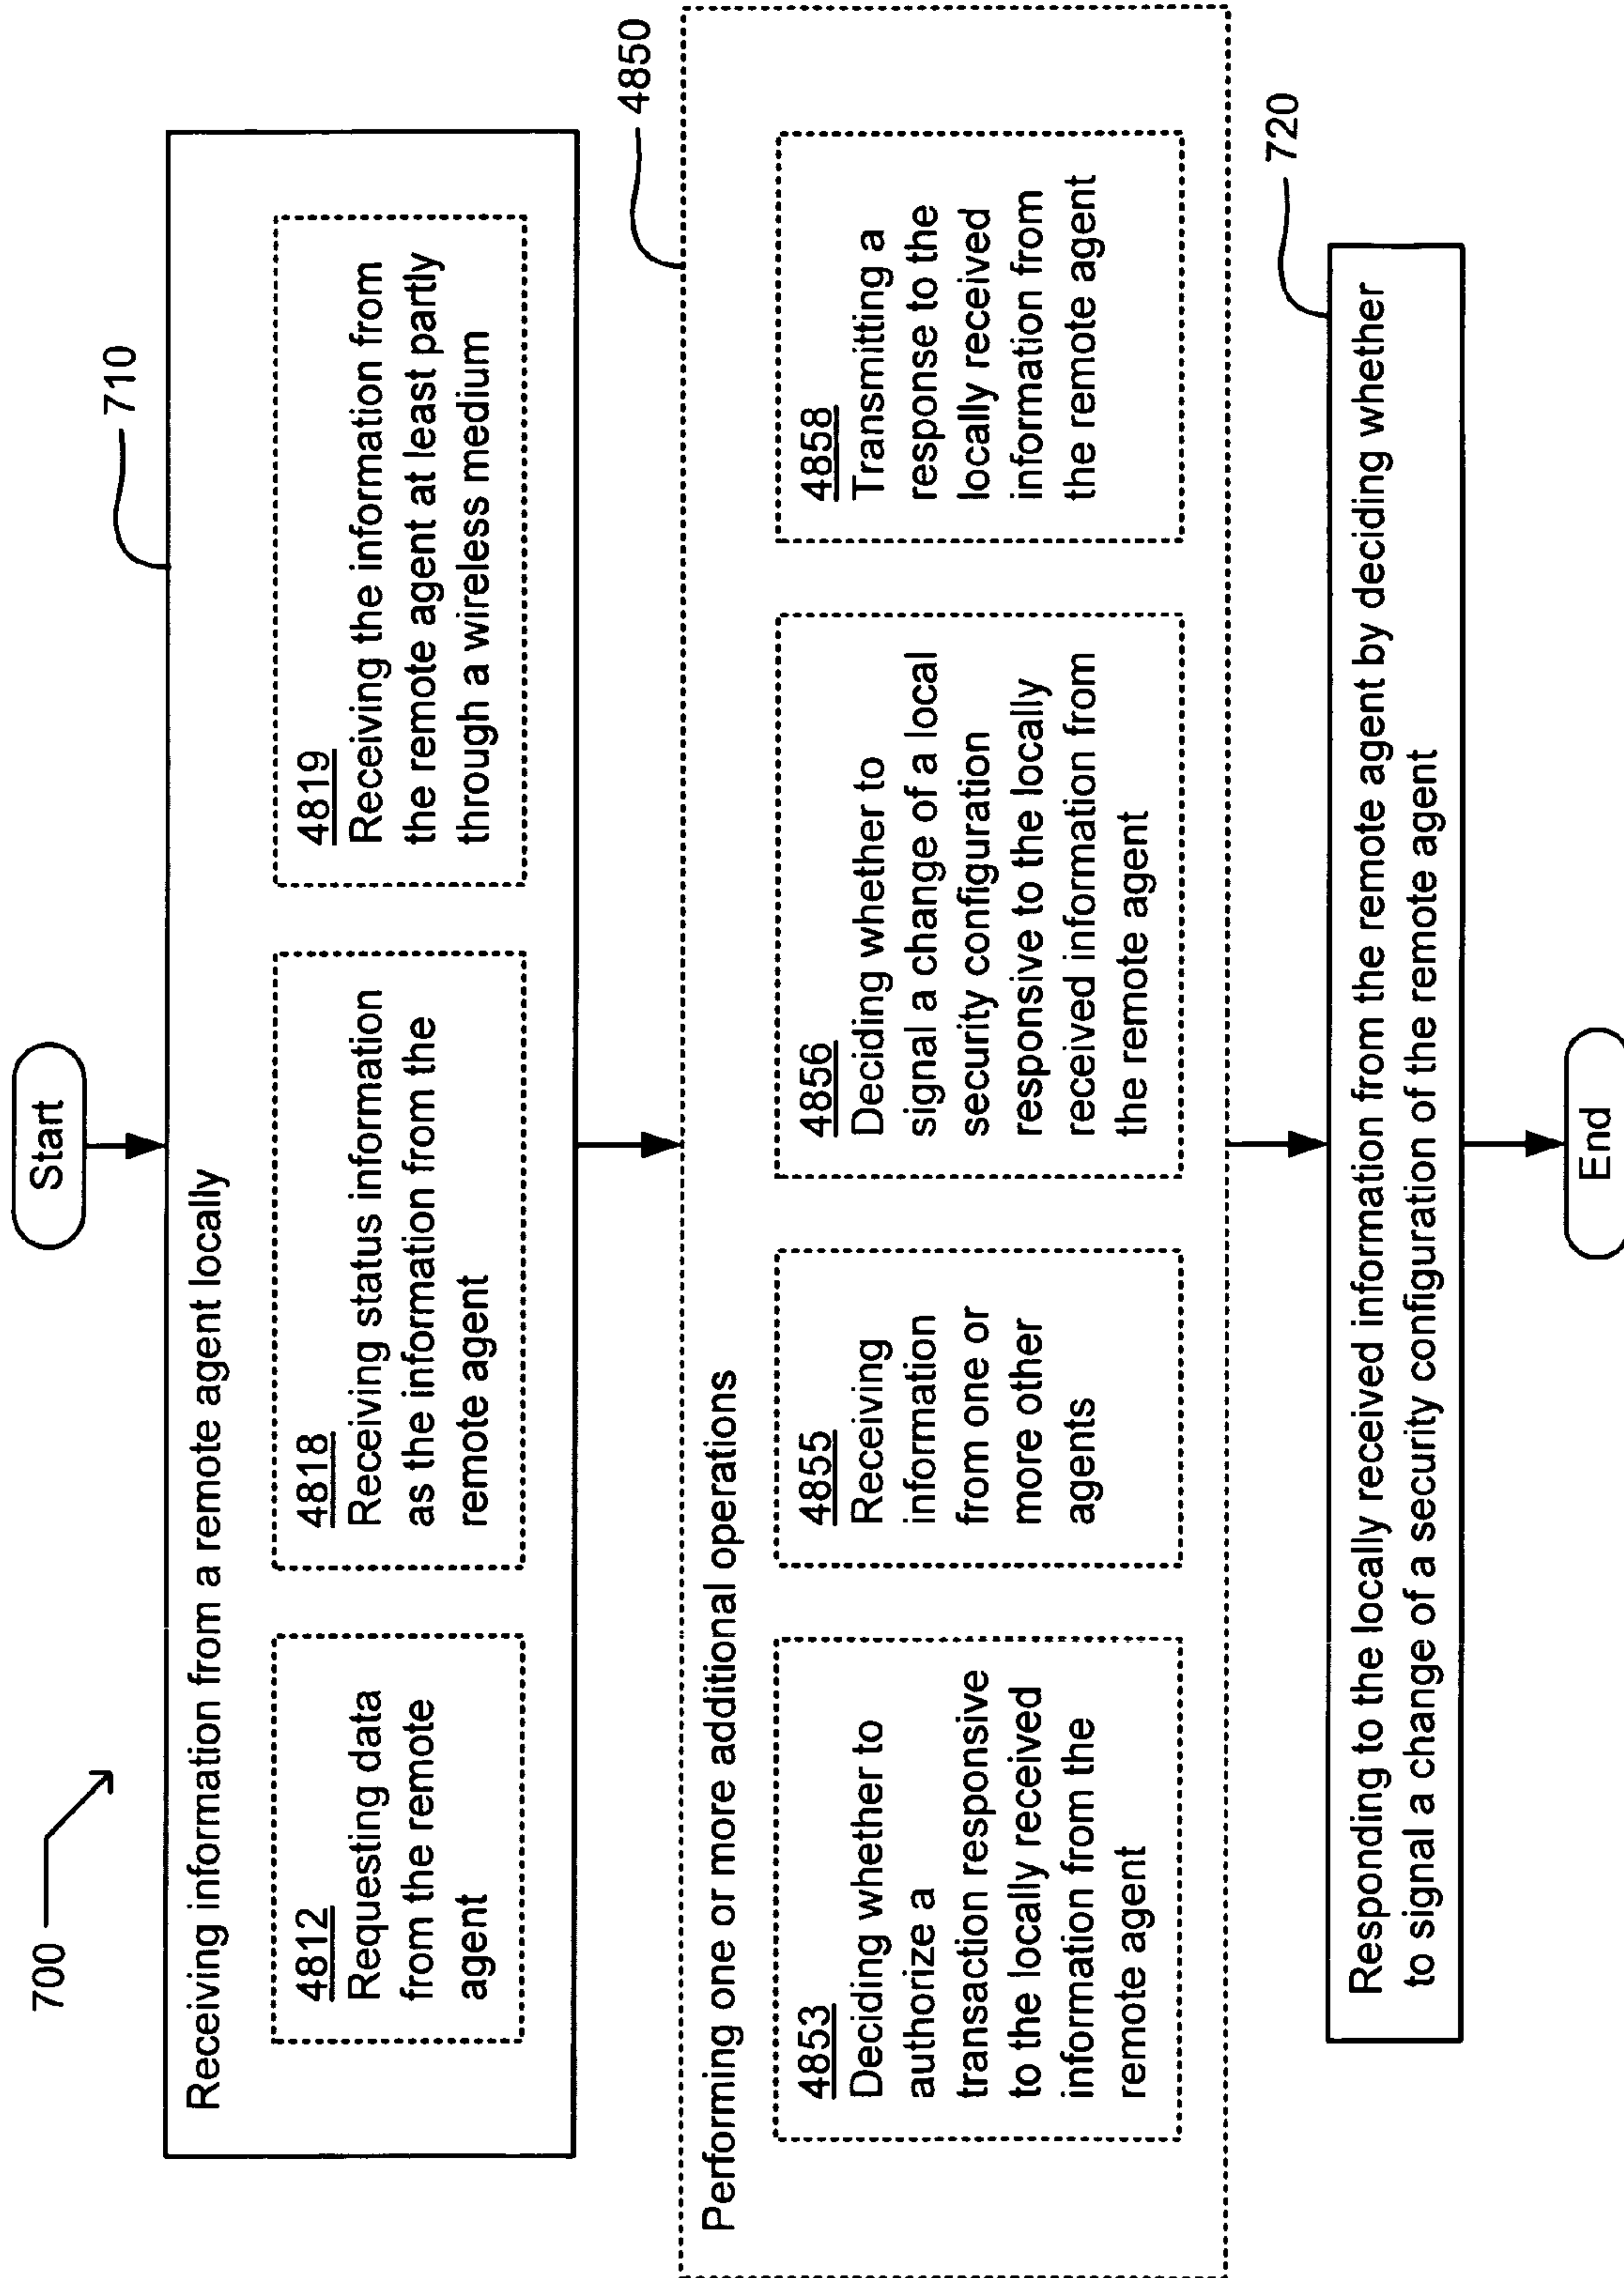 700
Start
710
Receiving information from a remote agent locally
4812
Requesting data
from the remote
agent
4818
Receiving status information
as the information from the
remote agent
4819
Receiving the information from
the remote agent at least partly
through a wireless medium
4850
Performing one or more additional operations
4853
Deciding whether to
authorize a
transaction responsive
to the locally received
information from the
remote agent
4855
Receiving
information
from one or
more other
agents
4856
Deciding whether to
signal a change of a local
security configuration
responsive to the locally
received information from
the remote agent
4858
Transmitting a
response to the
locally received
information from
the remote agent
720
Responding to the locally received information from the remote agent by deciding whether
to signal a change of a security configuration of the remote agent
End